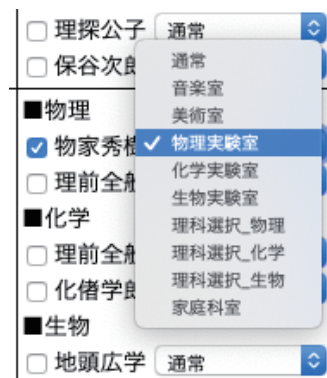 理探公子 通常
保谷次郎
■物理
物家秀樹
理前全般
■化学
理前全般
化偖学郎
■生物
地頭広学 通常
通常
音楽室
美術室
物理実験室
化学実験室
生物実験室
理科選択_物理
理科選択_化学
理科選択_生物
家庭科室